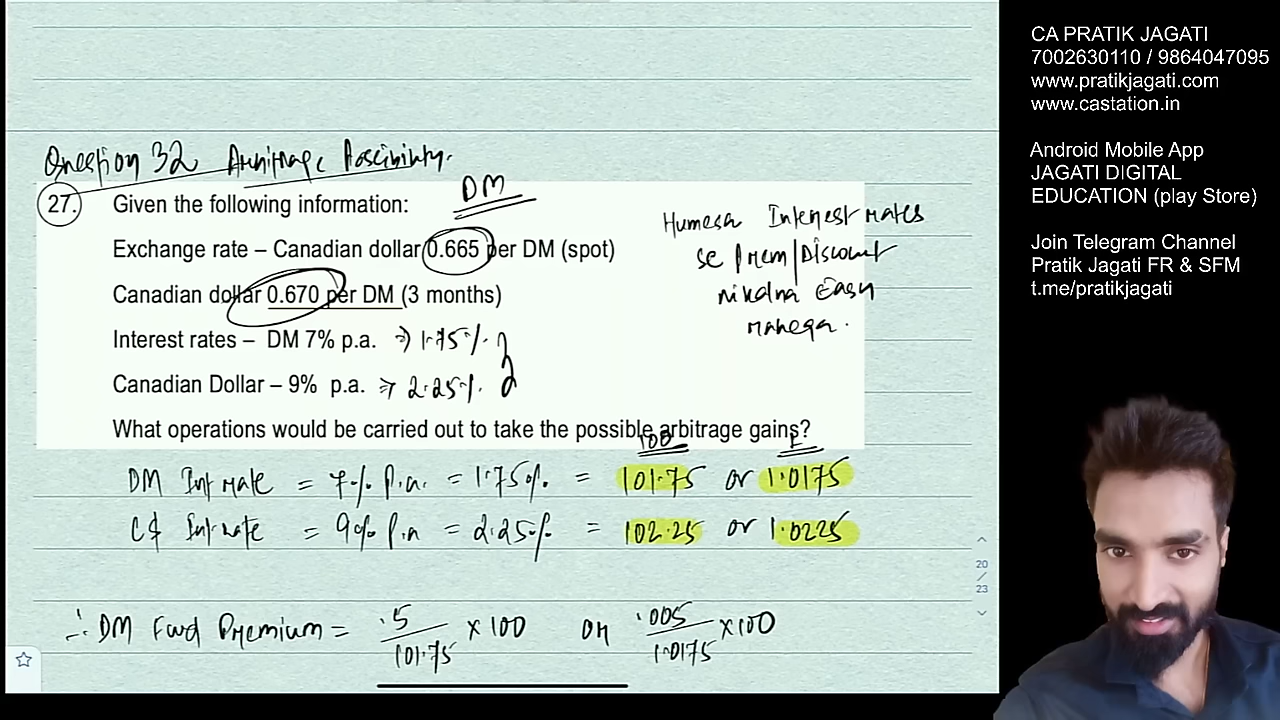 Question 32 Arbitrage Possibility.
DM
27. Given the following information:
Exchange rate – Canadian dollar 0.665 per DM (spot)
Canadian dollar 0.670 per DM (3 months)
Interest rates – DM 7% p.a. ⇒ 1.75%.
Canadian Dollar – 9% p.a. ⇒ 2.25%.
What operations would be carried out to take the possible arbitrage gains?
Humesa Interest rates
se Prem/Discount
nikalna Easy
rahega.
100 1
DM Int rate = 7% P.a. = 1.75% = 101.75 or 1.0175
C$ Int rate = 9% P.a = 2.25% = 102.25 or 1.0225
∴ DM Fwd Premium = .5/101.75 × 100 or .005/1.0175 × 100
20
/
23
CA PRATIK JAGATI
7002630110 / 9864047095
www.pratikjagati.com
www.castation.in
Android Mobile App
JAGATI DIGITAL
EDUCATION (play Store)
Join Telegram Channel
Pratik Jagati FR & SFM
t.me/pratikjagati